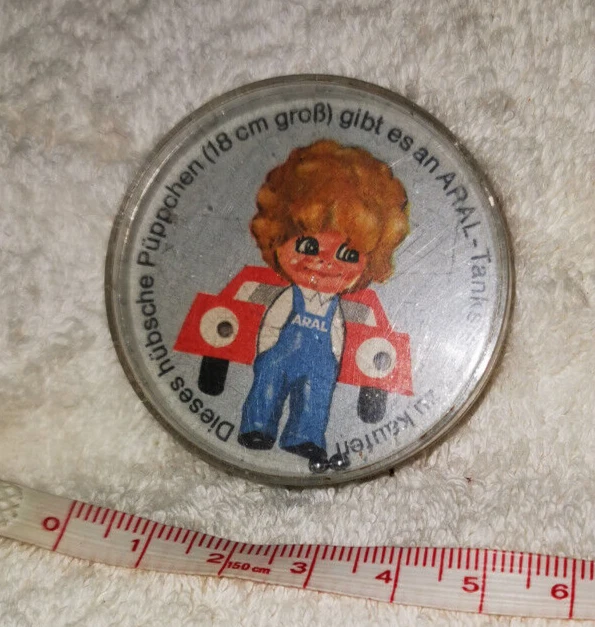 Dieses hübsche Püppchen (18 cm groß) gibt es an ARAL-Tanks zu kaufen
ARAL
0 1 2 3 4 5 6
150 cm